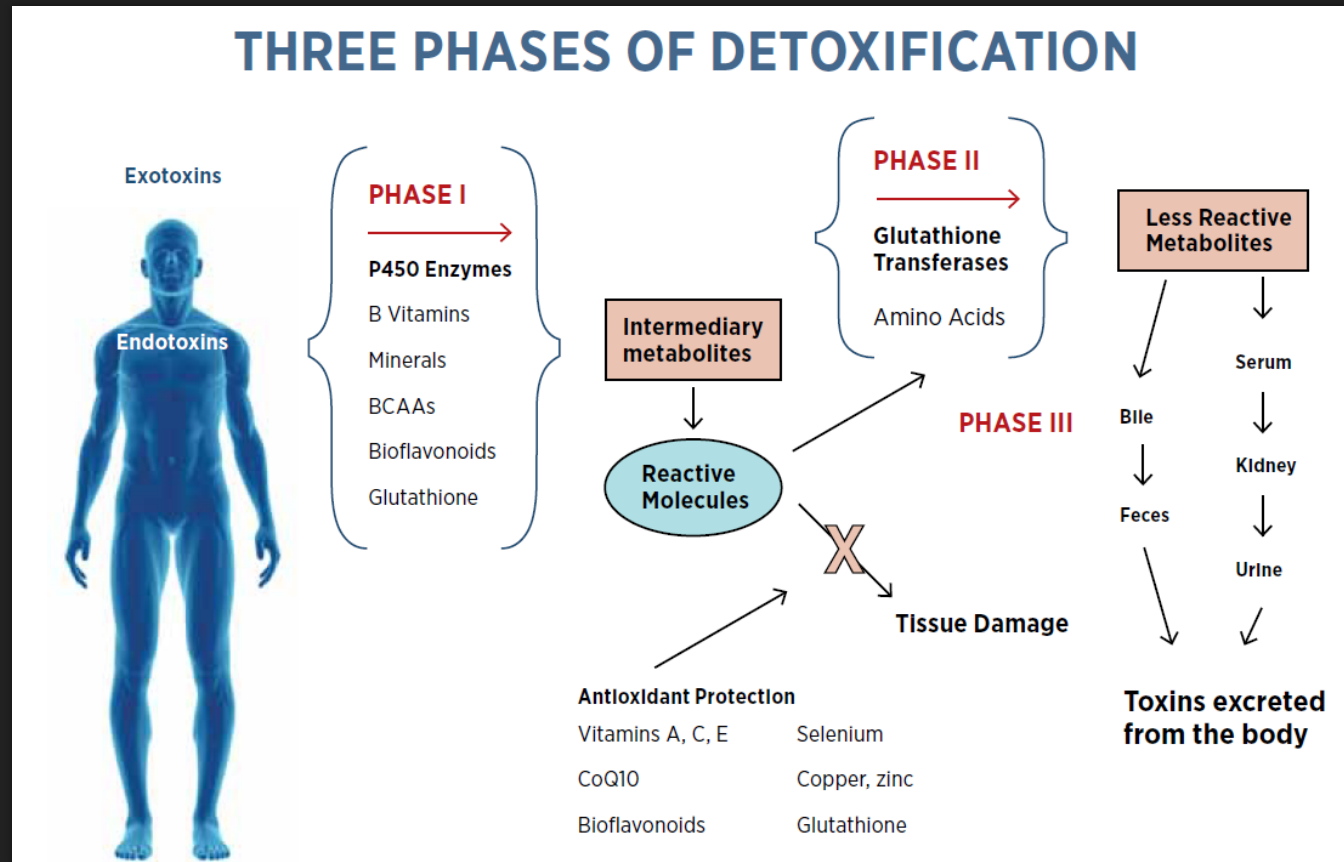 THREE PHASES OF DETOXIFICATION
Exotoxins
Endotoxins
PHASE I
P450 Enzymes
B Vitamins
Minerals
BCAAs
Bioflavonoids
Glutathione
Intermediary
metabolites
Reactive
Molecules
PHASE II
Glutathione
Transferases
Amino Acids
PHASE III
X
Tissue Damage
Antioxidant Protection
Vitamins A, C, E
CoQ10
Bioflavonoids
Selenium
Copper, zinc
Glutathione
Less Reactive
Metabolites
Bile
Feces
Serum
Kidney
Urine
Toxins excreted
from the body